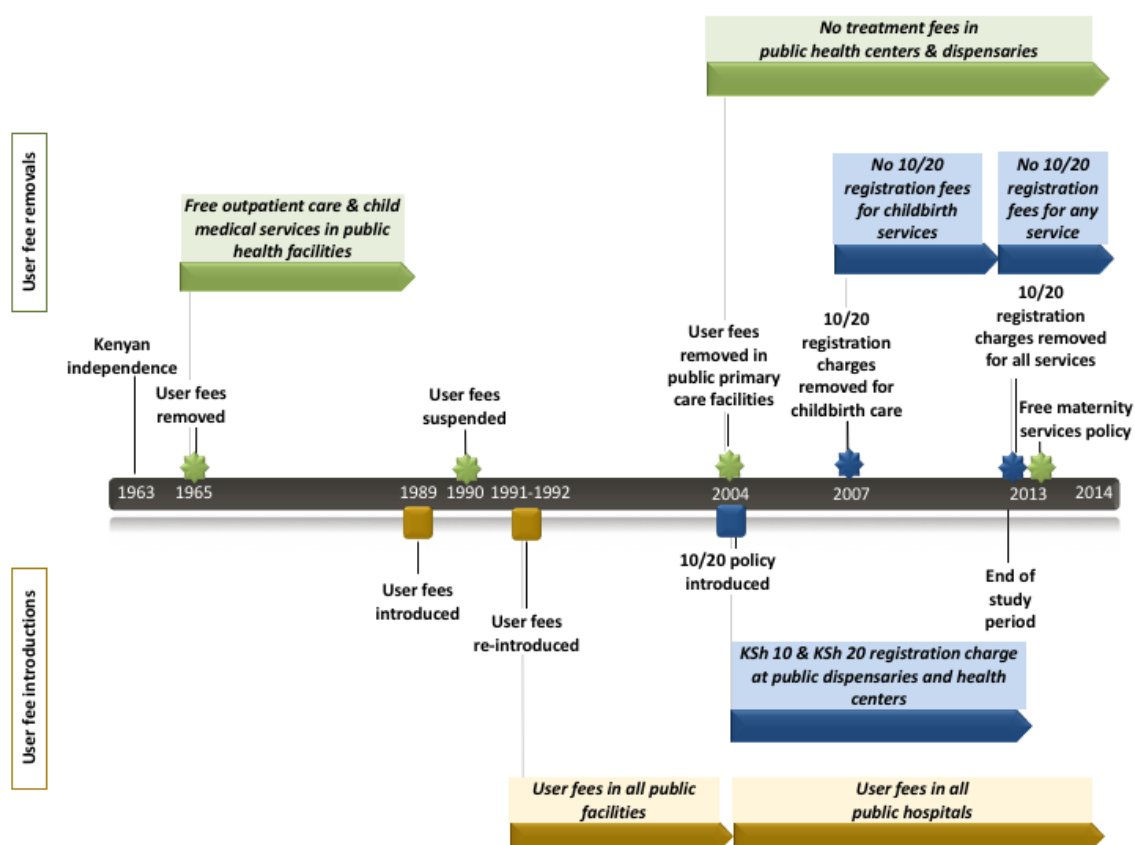 No treatment fees in
public health centers & dispensaries
User fee removals
No 10/20
registration fees
for childbirth
services
No 10/20
registration
fees for any
service
Free outpatient care & child
medical services in public
health facilities
Kenyan
independence
User fees
removed
User fees
suspended
User fees
removed in
public primary
care facilities
10/20
registration
charges
removed for
childbirth care
10/20
registration
charges removed
for all services
Free maternity
services policy
1963 1965 1989 1990 1991-1992 2004 2007 2013 2014
User fee introductions
User fees
introduced
User fees
re-introduced
10/20 policy
introduced
End of
study
period
KSh 10 & KSh 20 registration charge
at public dispensaries and health
centers
User fees in all public
facilities
User fees in all
public hospitals